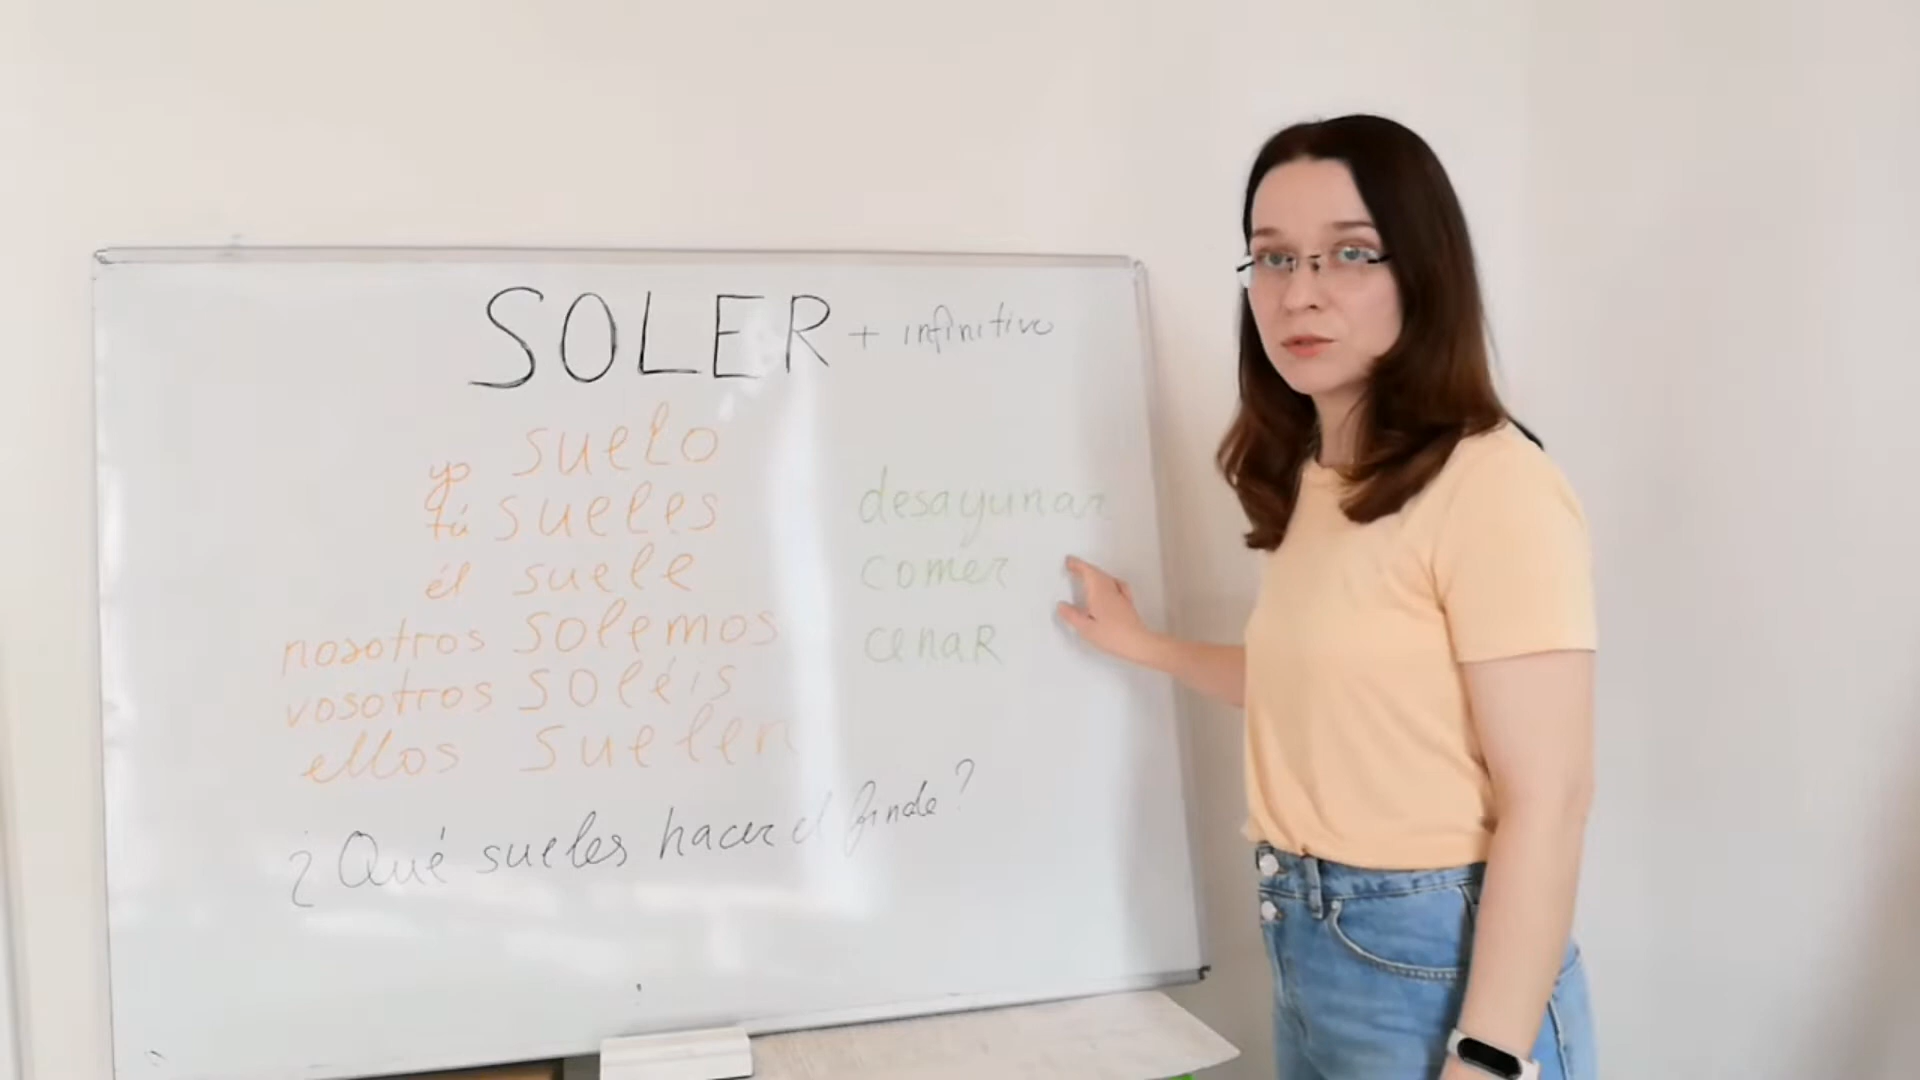 SOLER + infinitivo
yo suelo
tú sueles
él suele
nosotros solemos
vosotros soléis
ellos suelen
desayunar
comer
cenaR
¿Qué sueles hacer el finde?